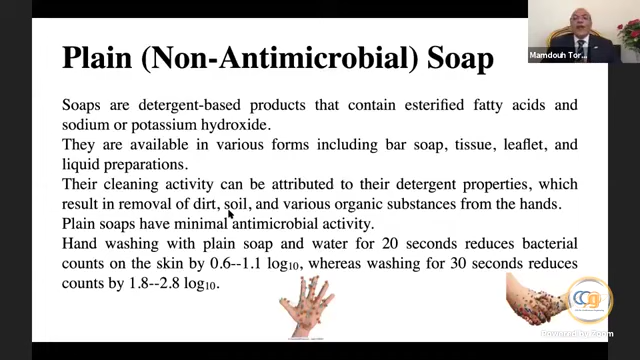 Mamdouh Tor...
Plain (Non-Antimicrobial) Soap
Soaps are detergent-based products that contain esterified fatty acids and
sodium or potassium hydroxide.
They are available in various forms including bar soap, tissue, leaflet, and
liquid preparations.
Their cleaning activity can be attributed to their detergent properties, which
result in removal of dirt, soil, and various organic substances from the hands.
Plain soaps have minimal antimicrobial activity.
Hand washing with plain soap and water for 20 seconds reduces bacterial
counts on the skin by 0.6--1.1 log10, whereas washing for 30 seconds reduces
counts by 1.8--2.8 log10.
Powered by Zoom